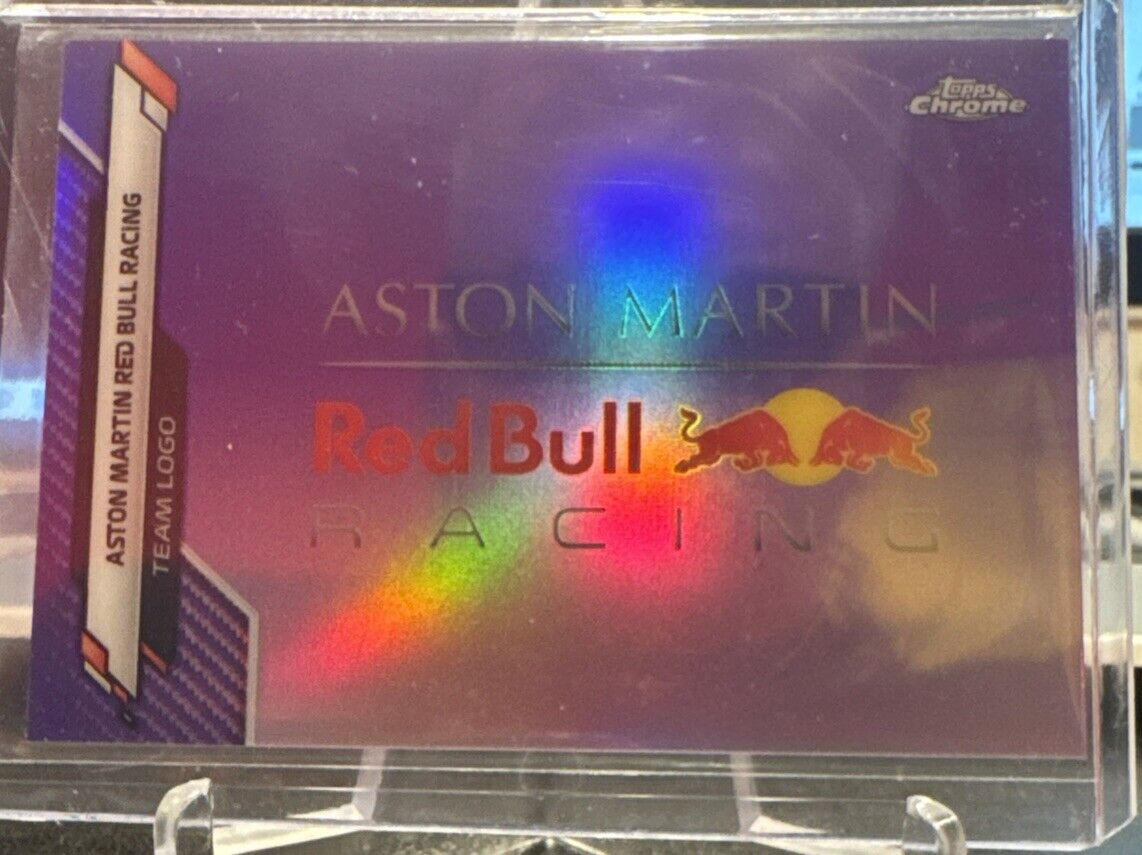 ASTON MARTIN RED BULL RACING
TEAM LOGO
Topps
Chrome
ASTON MARTIN
Red Bull
RACING